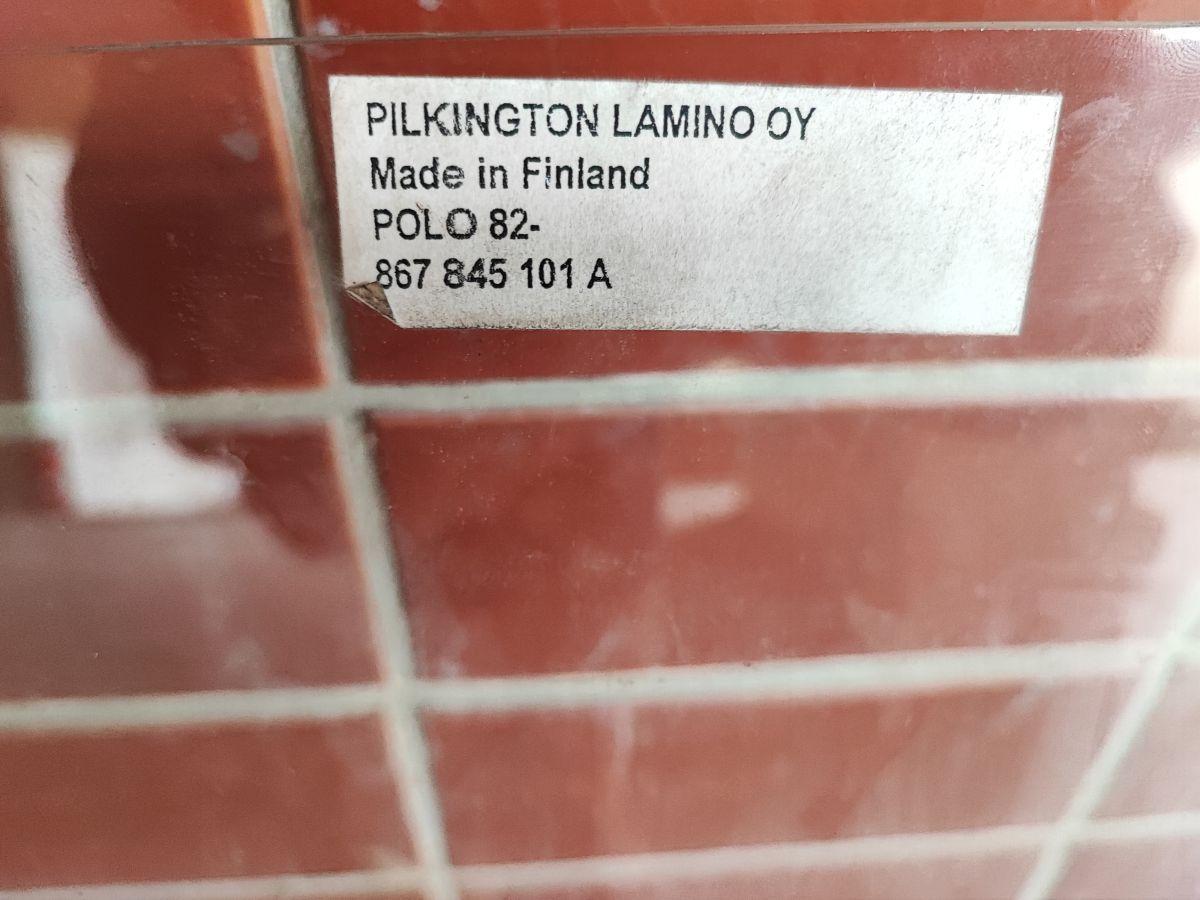 PILKINGTON LAMINO OY
Made in Finland
POLO 82-
867 845 101 A